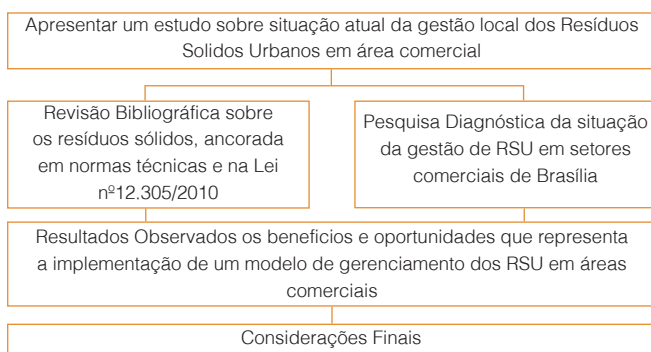 Apresentar um estudo sobre situação atual da gestão local dos Resíduos
Solidos Urbanos em área comercial
Revisão Bibliográfica sobre
os resíduos sólidos, ancorada
em normas técnicas e na Lei
nº12.305/2010
Pesquisa Diagnóstica da situação
da gestão de RSU em setores
comerciais de Brasília
Resultados Observados os beneficios e oportunidades que representa
a implementação de um modelo de gerenciamento dos RSU em áreas
comerciais
Considerações Finais